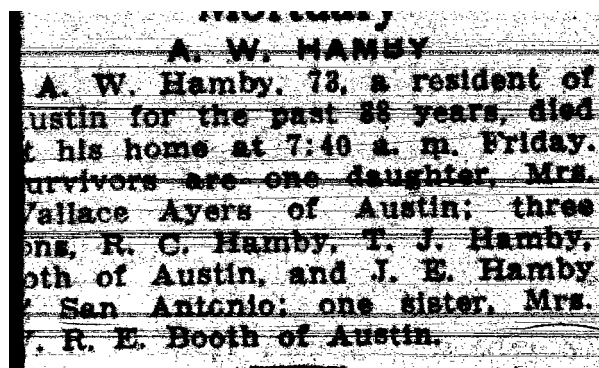 Mortuary
A. W. HAMBY
A. W. Hamby, 73, a resident of
ustin for the past 38 years, died
t his home at 7:40 a. m. Friday.
urvivors are one daughter, Mrs.
Wallace Ayers of Austin; three
ons, R. C. Hamby, T. J. Hamby,
oth of Austin, and J. E. Hamby
San Antonio; one sister, Mrs.
R. E. Booth of Austin.